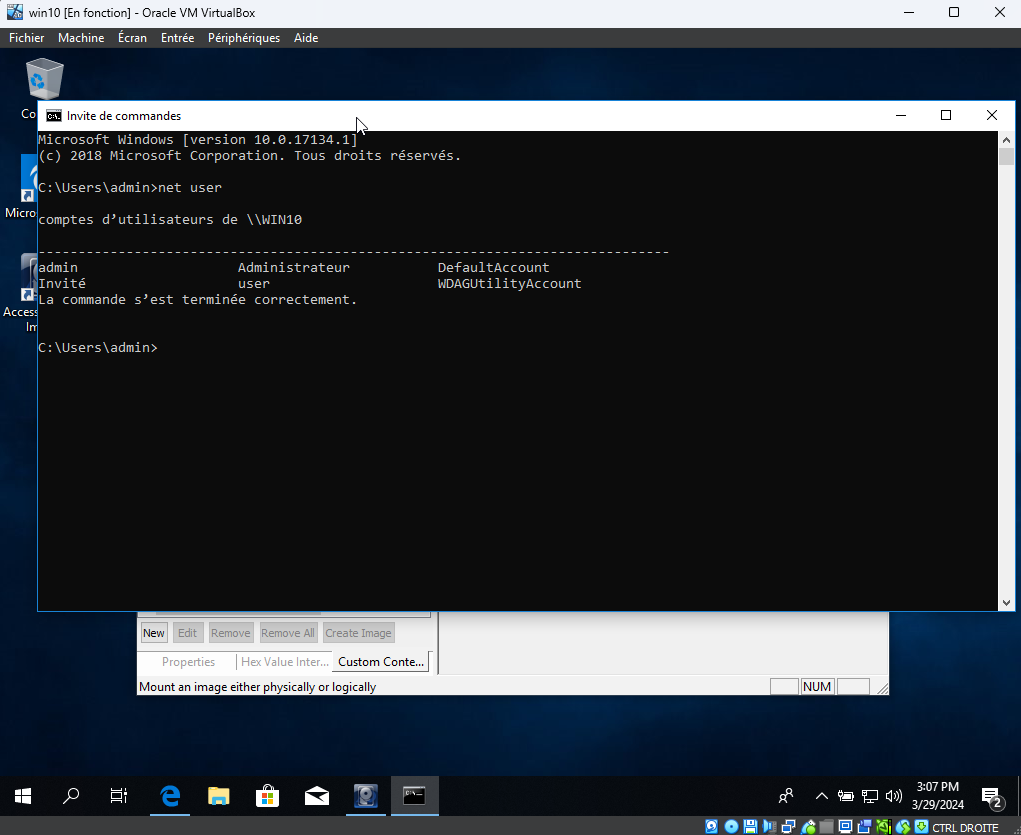 win10 [En fonction] - Oracle VM VirtualBox
Fichier Machine Écran Entrée Périphériques Aide
Co
Invite de commandes
Microsoft Windows [version 10.0.17134.1]
(c) 2018 Microsoft Corporation. Tous droits réservés.
C:\Users\admin>net user
Micro
comptes d’utilisateurs de \\WIN10
-------------------------------------------------------------------------------
admin Administrateur DefaultAccount
Invité user WDAGUtilityAccount
La commande s’est terminée correctement.
Acces
Im
C:\Users\admin>
New Edit Remove Remove All Create Image
Properties Hex Value Inter... Custom Conte...
Mount an image either physically or logically NUM
3:07 PM
3/29/2024
2
CTRL DROITE